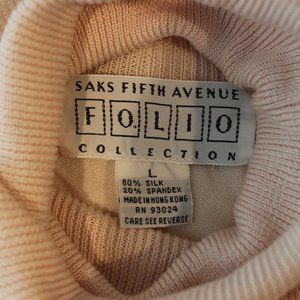 SAKS FIFTH AVENUE
FOLIO
COLLECTION
L
80% SILK
20% SPANDEX
MADE IN HONG KONG
RN 93024
CARE SEE REVERSE